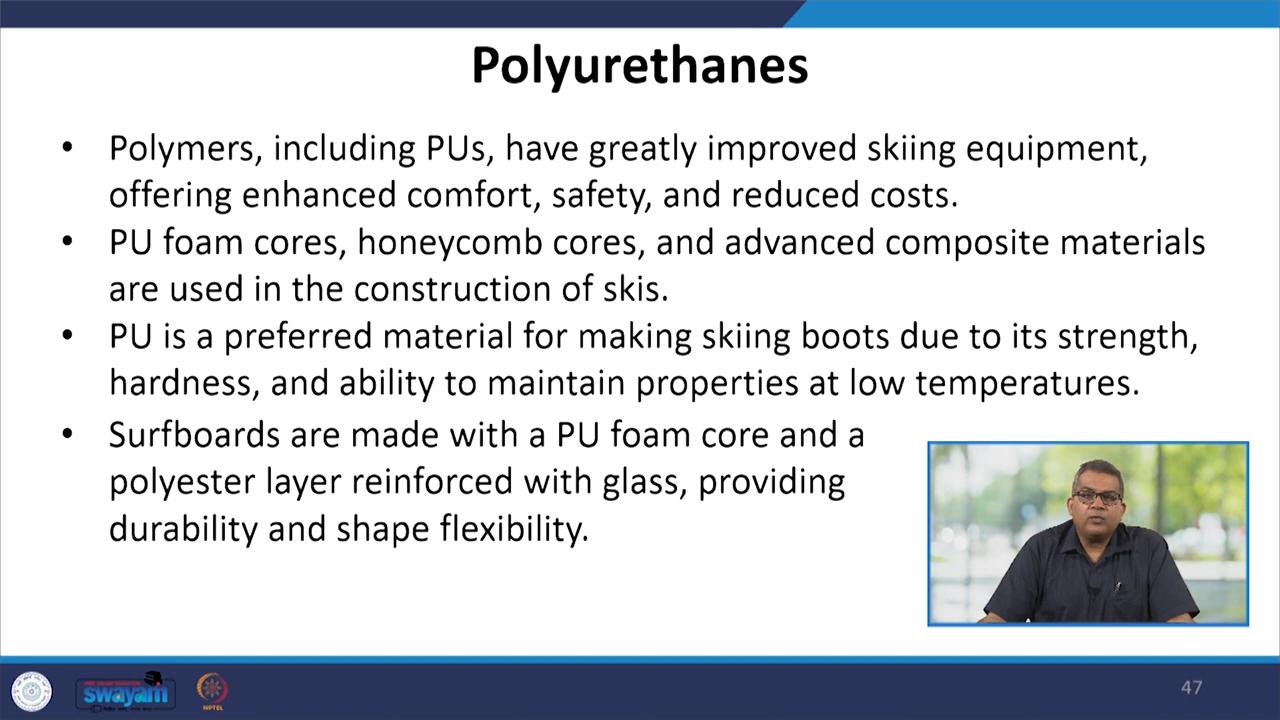 Polyurethanes
• Polymers, including PUs, have greatly improved skiing equipment,
offering enhanced comfort, safety, and reduced costs.
• PU foam cores, honeycomb cores, and advanced composite materials
are used in the construction of skis.
• PU is a preferred material for making skiing boots due to its strength,
hardness, and ability to maintain properties at low temperatures.
• Surfboards are made with a PU foam core and a
polyester layer reinforced with glass, providing
durability and shape flexibility.
swayam
NPTEL
47